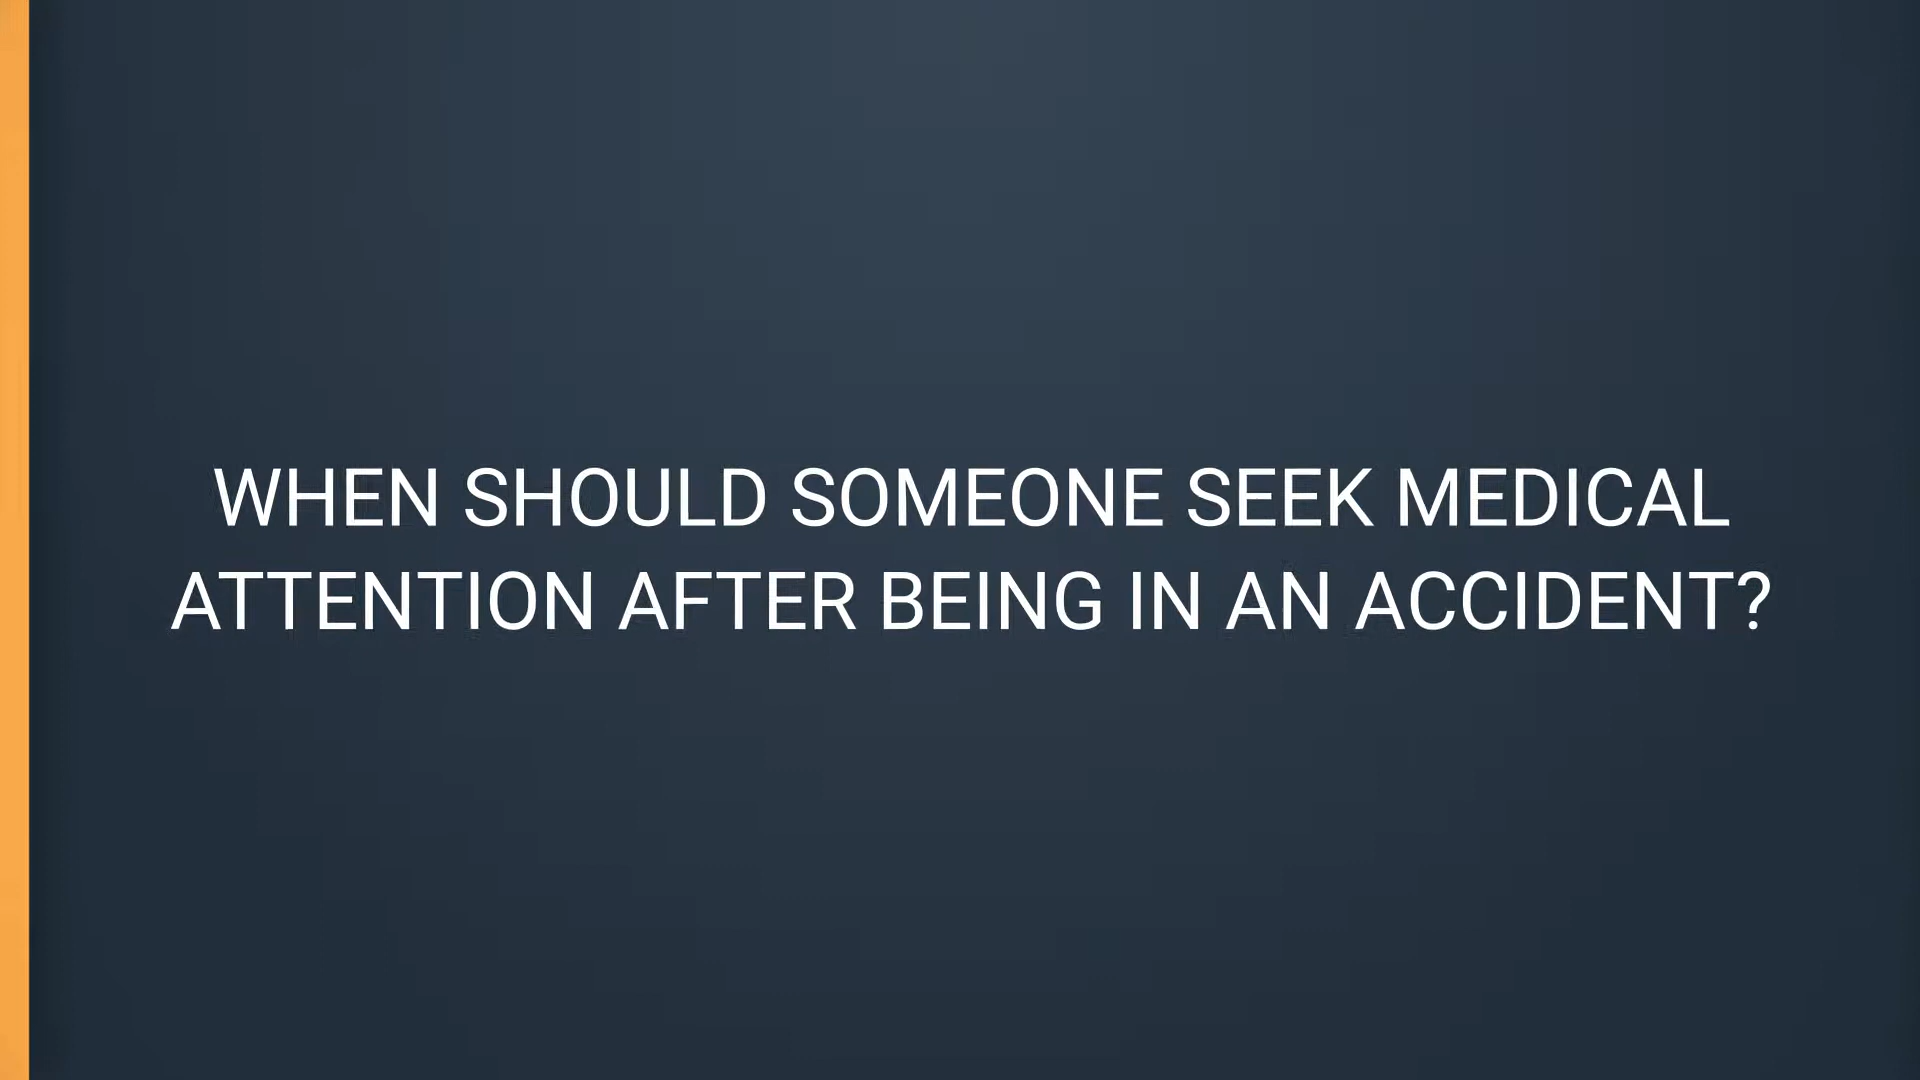 WHEN SHOULD SOMEONE SEEK MEDICAL
ATTENTION AFTER BEING IN AN ACCIDENT?